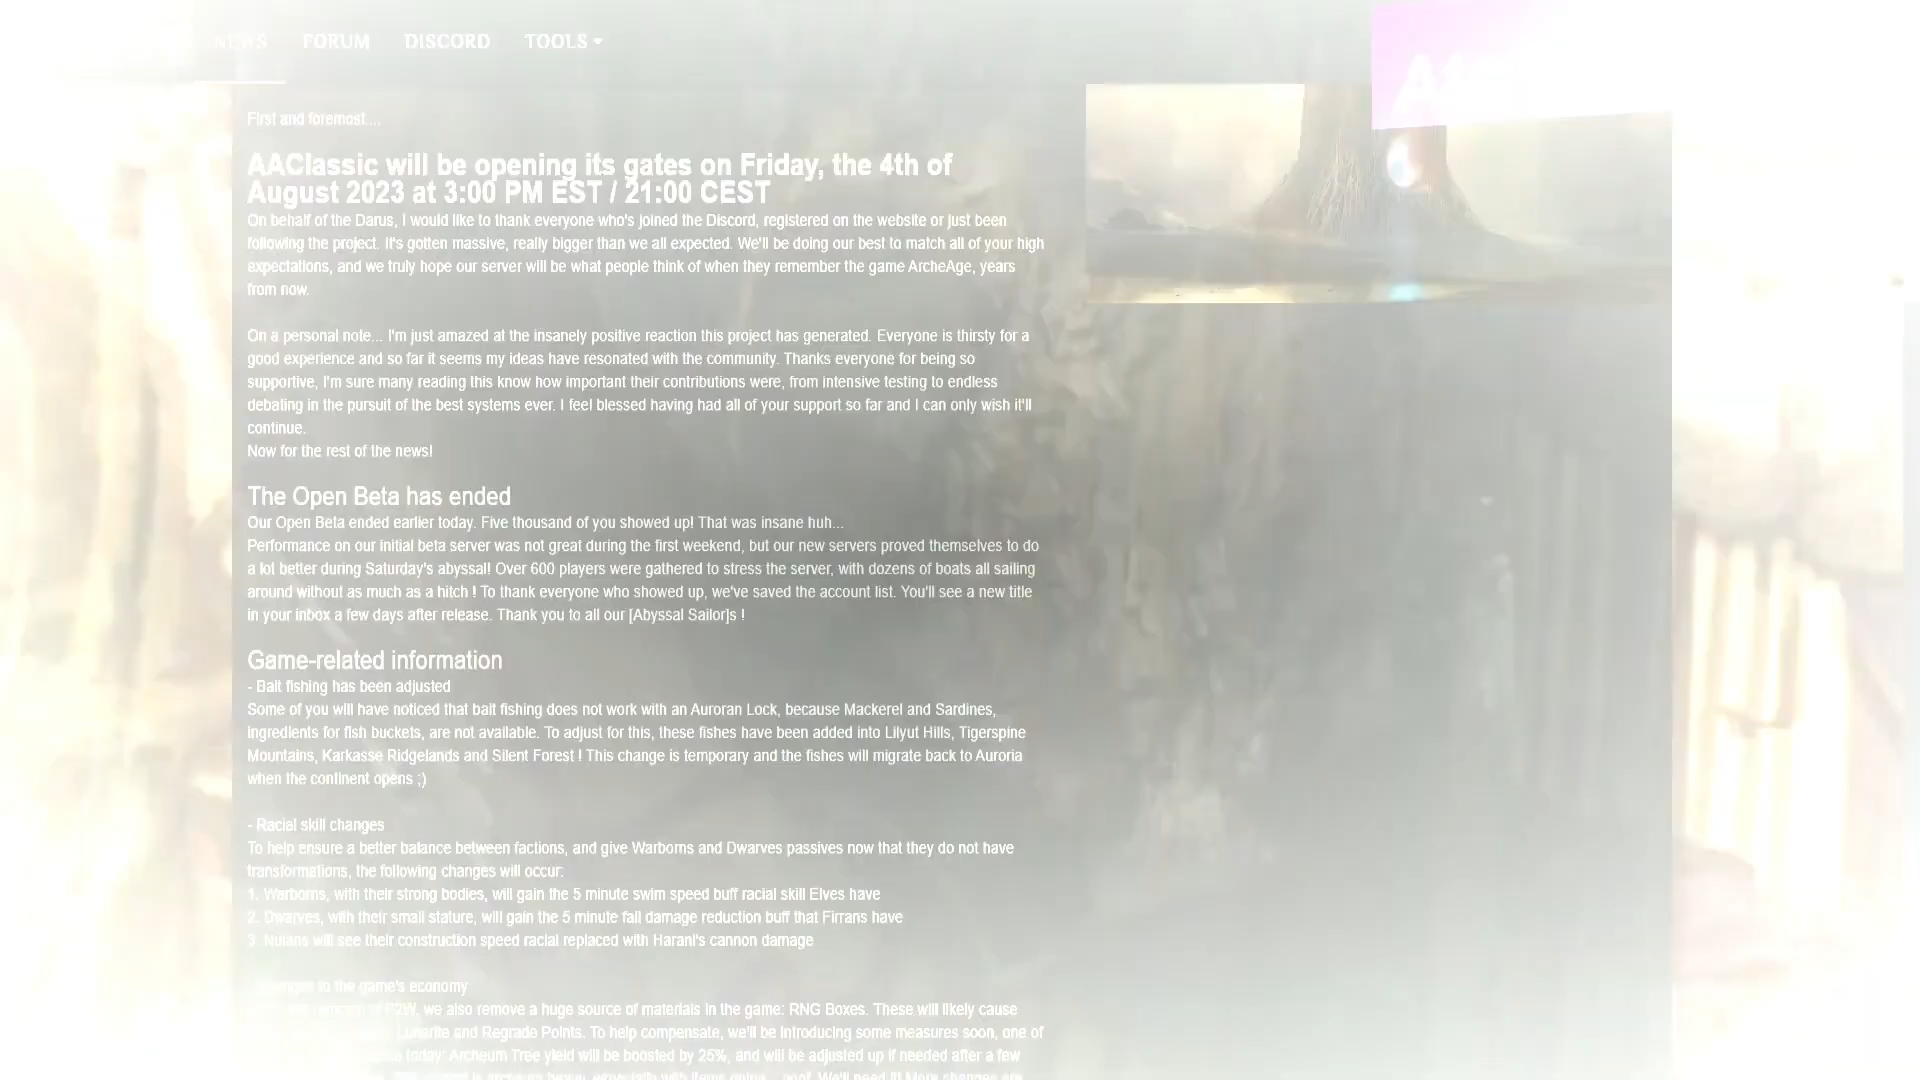 NEWS FORUM DISCORD TOOLS
First and foremost....
AAClassic will be opening its gates on Friday, the 4th of
August 2023 at 3:00 PM EST / 21:00 CEST
On behalf of the Darus, I would like to thank everyone who's joined the Discord, registered on the website or just been
following the project. It's gotten massive, really bigger than we all expected. We'll be doing our best to match all of your high
expectations, and we truly hope our server will be what people think of when they remember the game ArcheAge, years
from now.
On a personal note... I'm just amazed at the insanely positive reaction this project has generated. Everyone is thirsty for a
good experience and so far it seems my ideas have resonated with the community. Thanks everyone for being so
supportive, I'm sure many reading this know how important their contributions were, from intensive testing to endless
debating in the pursuit of the best systems ever. I feel blessed having had all of your support so far and I can only wish it'll
continue.
Now for the rest of the news!
The Open Beta has ended
Our Open Beta ended earlier today. Five thousand of you showed up! That was insane huh...
Performance on our initial beta server was not great during the first weekend, but our new servers proved themselves to do
a lot better during Saturday's abyssal! Over 600 players were gathered to stress the server, with dozens of boats all sailing
around without as much as a hitch ! To thank everyone who showed up, we've saved the account list. You'll see a new title
in your inbox a few days after release. Thank you to all our [Abyssal Sailor]s !
Game-related information
- Bait fishing has been adjusted
Some of you will have noticed that bait fishing does not work with an Auroran Lock, because Mackerel and Sardines,
ingredients for fish buckets, are not available. To adjust for this, these fishes have been added into Lilyut Hills, Tigerspine
Mountains, Karkasse Ridgelands and Silent Forest ! This change is temporary and the fishes will migrate back to Auroria
when the continent opens ;)
- Racial skill changes
To help ensure a better balance between factions, and give Warborns and Dwarves passives now that they do not have
transformations, the following changes will occur:
1. Warborns, with their strong bodies, will gain the 5 minute swim speed buff racial skill Elves have
2. Dwarves, with their small stature, will gain the 5 minute fall damage reduction buff that Firrans have
3. Nuians will see their construction speed racial replaced with Harani's cannon damage
to the game's economy
P2W, we also remove a huge source of materials in the game: RNG Boxes. These will likely cause
Lunarite and Regrade Points. To help compensate, we'll be introducing some measures soon, one of
today: Archeum Tree yield will be boosted by 25%, and will be adjusted up if needed after a few